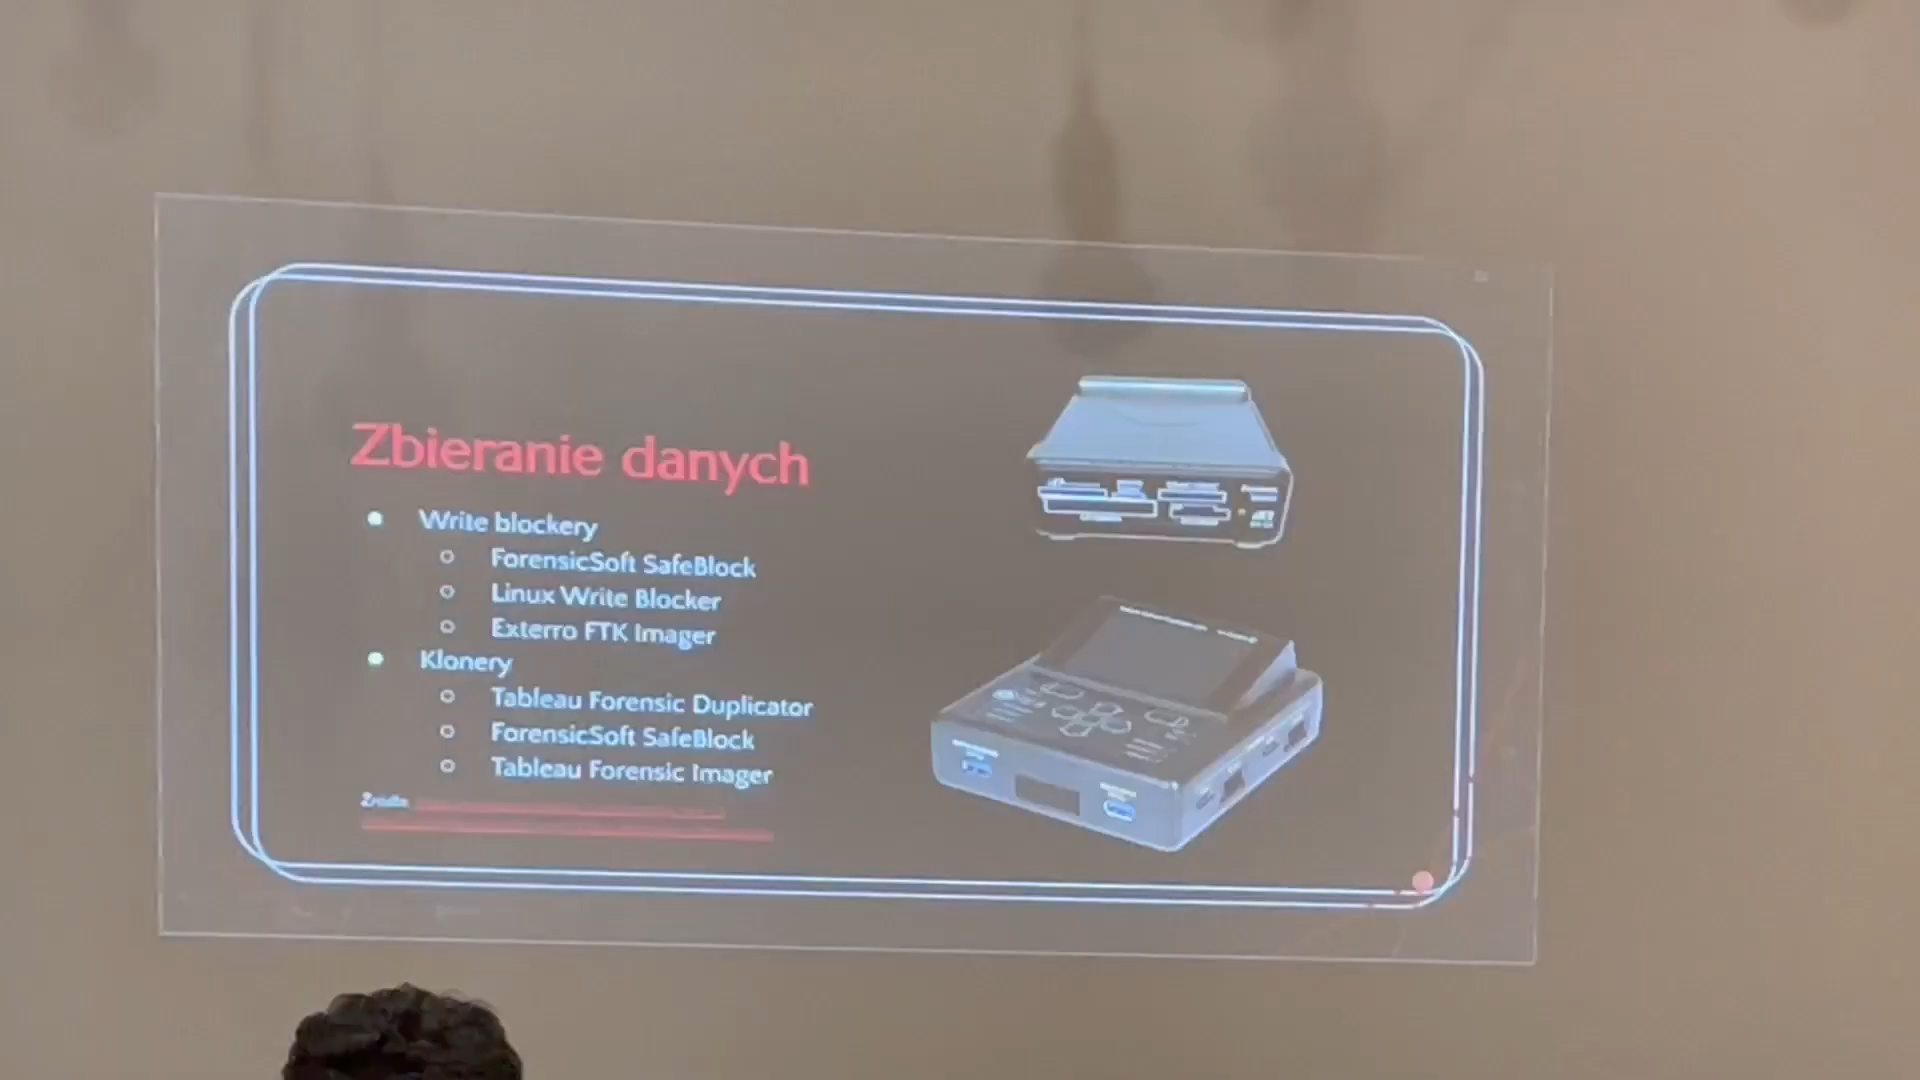 Zbieranie danych
Write blockery
ForensicSoft SafeBlock
Linux Write Blocker
Exterro FTK Imager
Klonery
Tableau Forensic Duplicator
ForensicSoft SafeBlock
Tableau Forensic Imager